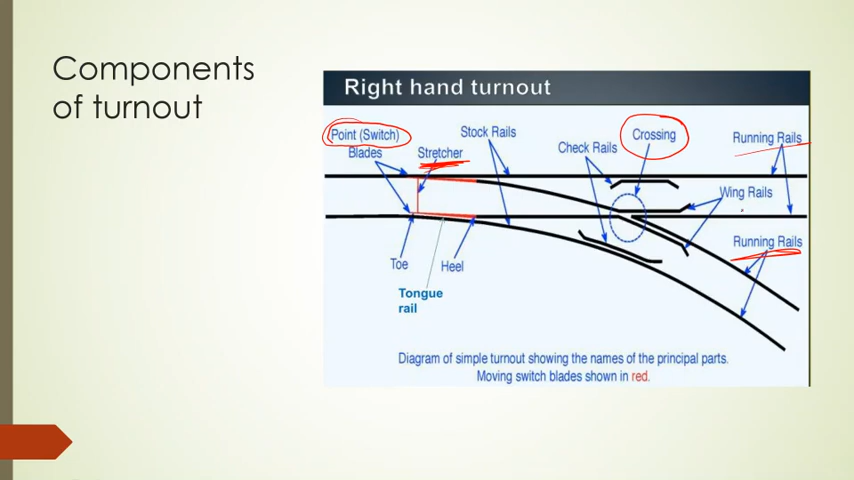 Components
of turnout
Right hand turnout
Point (Switch)
Blades
Stretcher
Stock Rails
Check Rails
Crossing
Running Rails
Wing Rails
Running Rails
Toe
Heel
Tongue
rail
Diagram of simple turnout showing the names of the principal parts.
Moving switch blades shown in red.